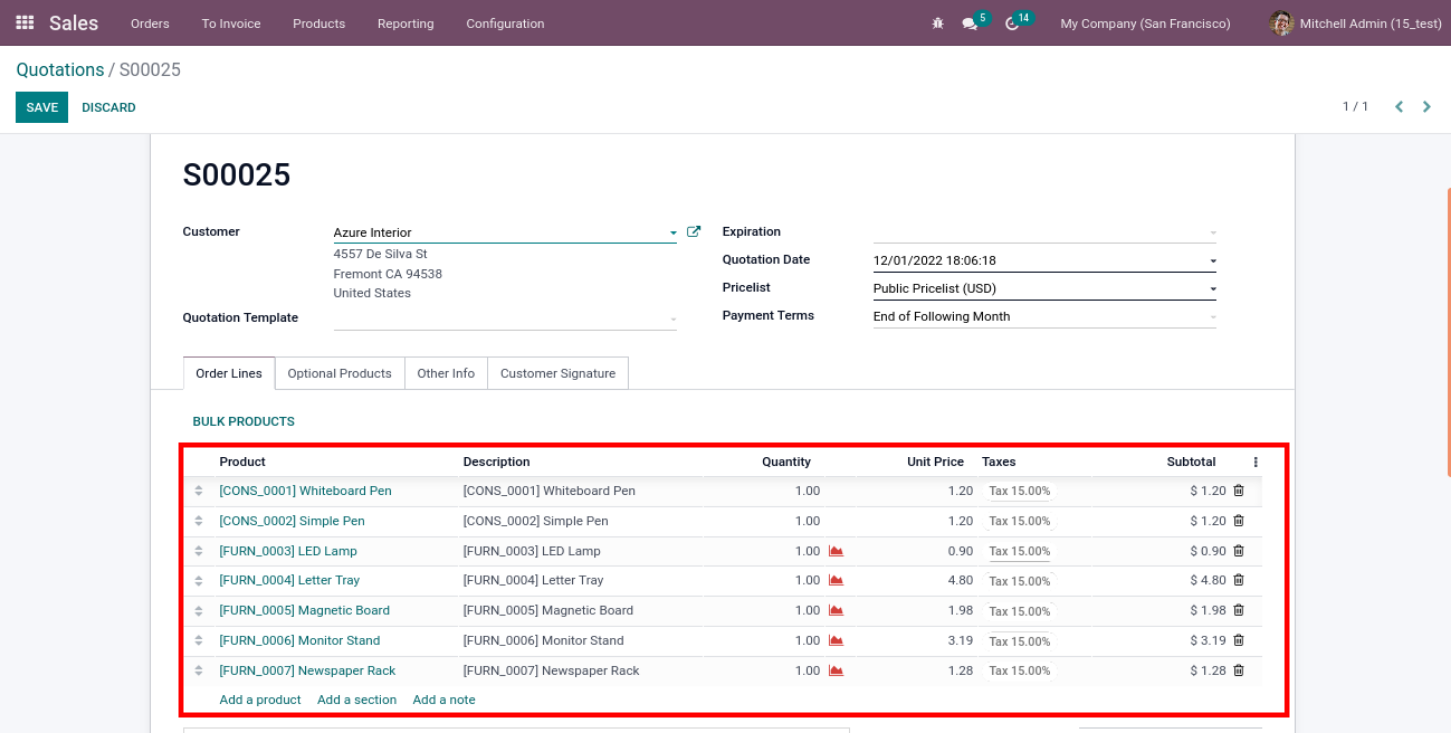 Sales Orders To Invoice Products Reporting Configuration 5 14 My Company (San Francisco) Mitchell Admin (15_test)
Quotations / S00025
SAVE DISCARD 1 / 1
S00025
Customer Azure Interior Expiration
4557 De Silva St Quotation Date 12/01/2022 18:06:18
Fremont CA 94538
United States Pricelist Public Pricelist (USD)
Quotation Template Payment Terms End of Following Month
Order Lines Optional Products Other Info Customer Signature
BULK PRODUCTS
Product Description Quantity Unit Price Taxes Subtotal
[CONS_0001] Whiteboard Pen [CONS_0001] Whiteboard Pen 1.00 1.20 Tax 15.00% $ 1.20
[CONS_0002] Simple Pen [CONS_0002] Simple Pen 1.00 1.20 Tax 15.00% $ 1.20
[FURN_0003] LED Lamp [FURN_0003] LED Lamp 1.00 0.90 Tax 15.00% $ 0.90
[FURN_0004] Letter Tray [FURN_0004] Letter Tray 1.00 4.80 Tax 15.00% $ 4.80
[FURN_0005] Magnetic Board [FURN_0005] Magnetic Board 1.00 1.98 Tax 15.00% $ 1.98
[FURN_0006] Monitor Stand [FURN_0006] Monitor Stand 1.00 3.19 Tax 15.00% $ 3.19
[FURN_0007] Newspaper Rack [FURN_0007] Newspaper Rack 1.00 1.28 Tax 15.00% $ 1.28
Add a product Add a section Add a note